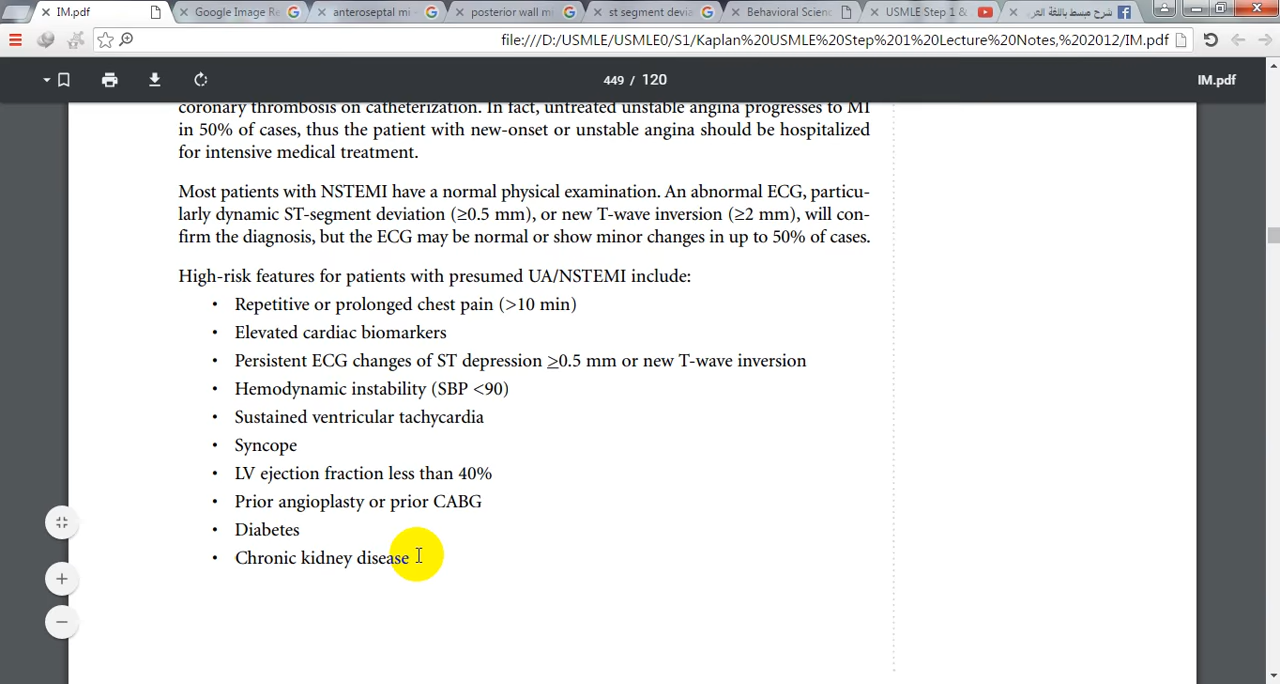 IM.pdf
Google Image Re
anteroseptal mi
posterior wall m
st segment devia
Behavioral Scienc
USMLE Step 1 &
شرح مبسط باللغة العر
file:///D:/USMLE/USMLE0/S1/Kaplan%20USMLE%20Step%201%20Lecture%20Notes,%202012/IM.pdf
449 / 120
IM.pdf
coronary thrombosis on catheterization. In fact, untreated unstable angina progresses to MI
in 50% of cases, thus the patient with new-onset or unstable angina should be hospitalized
for intensive medical treatment.
Most patients with NSTEMI have a normal physical examination. An abnormal ECG, particu-
larly dynamic ST-segment deviation (≥0.5 mm), or new T-wave inversion (≥2 mm), will con-
firm the diagnosis, but the ECG may be normal or show minor changes in up to 50% of cases.
High-risk features for patients with presumed UA/NSTEMI include:
• Repetitive or prolonged chest pain (>10 min)
• Elevated cardiac biomarkers
• Persistent ECG changes of ST depression ≥0.5 mm or new T-wave inversion
• Hemodynamic instability (SBP <90)
• Sustained ventricular tachycardia
• Syncope
• LV ejection fraction less than 40%
• Prior angioplasty or prior CABG
• Diabetes
• Chronic kidney disease